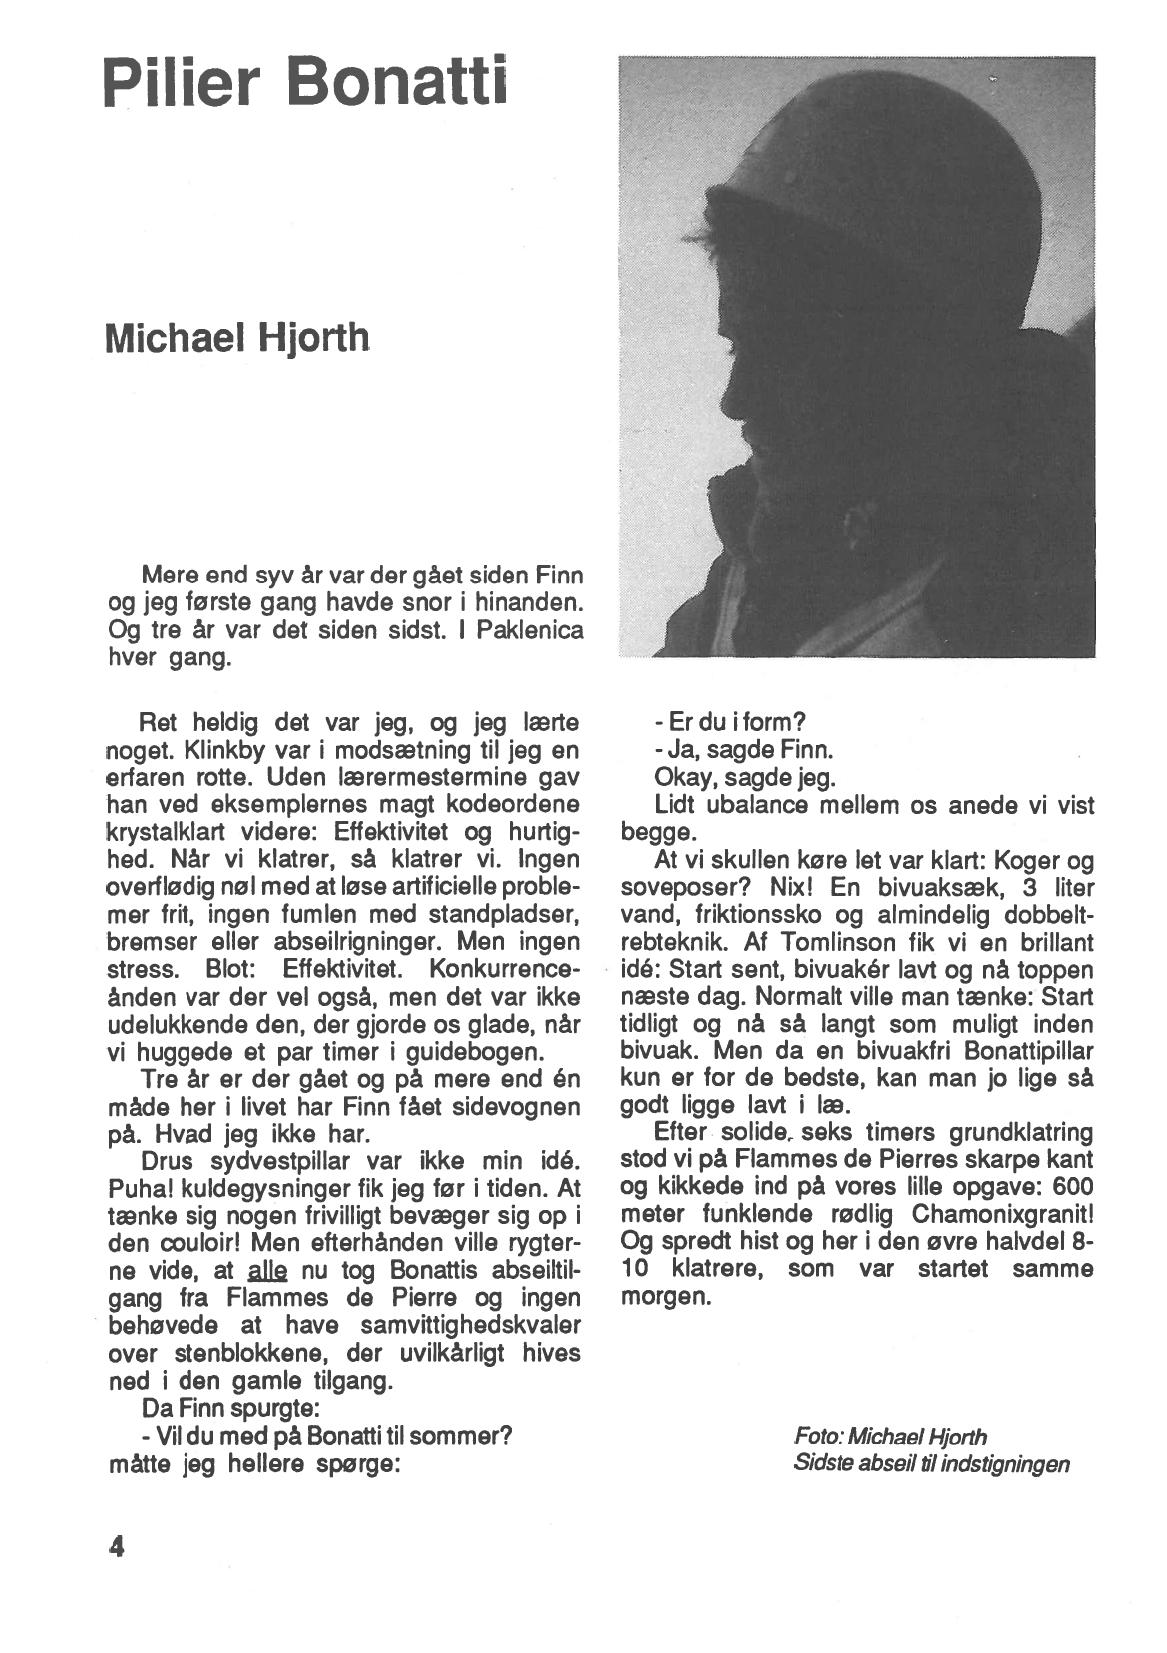 Pilier Bonatti
Michael Hjorth
Mere end syv år var der gået siden Finn
og jeg første gang havde snor i hinanden.
Og tre år var det siden sidst. I Paklenica
hver gang.
Ret heldig det var jeg, og jeg lærte
noget. Klinkby var i modsætning til jeg en
erfaren rotte. Uden lærermestermine gav
han ved eksemplernes magt kodeordene
krystalklart videre: Effektivitet og hurtig-
hed. Når vi klatrer, så klatrer vi. Ingen
overflødig nøl med at løse artificielle proble-
mer frit, ingen fumlen med standpladser,
bremser eller abseilrigninger. Men ingen
stress. Blot: Effektivitet. Konkurrence-
ånden var der vel også, men det var ikke
udelukkende den, der gjorde os glade, når
vi huggede et par timer i guidebogen.
Tre år er der gået og på mere end én
måde her i livet har Finn fået sidevognen
på. Hvad jeg ikke har.
Drus sydvestpillar var ikke min idé.
Puha! kuldegysninger fik jeg før i tiden. At
tænke sig nogen frivilligt bevæger sig op i
den couloir! Men efterhånden ville rygter-
ne vide, at alle nu tog Bonattis abseiltil-
gang fra Flammes de Pierre og ingen
behøvede at have samvittighedskvaler
over stenblokkene, der uvilkårligt hives
ned i den gamle tilgang.
Da Finn spurgte:
- Vil du med på Bonatti til sommer?
måtte jeg hellere spørge:
- Er du i form?
- Ja, sagde Finn.
Okay, sagde jeg.
Lidt ubalance mellem os anede vi vist
begge.
At vi skullen køre let var klart: Koger og
soveposer? Nix! En bivuaksæk, 3 liter
vand, friktionssko og almindelig dobbelt-
rebteknik. Af Tomlinson fik vi en brillant
idé: Start sent, bivuakér lavt og nå toppen
næste dag. Normalt ville man tænke: Start
tidligt og nå så langt som muligt inden
bivuak. Men da en bivuakfri Bonattipillar
kun er for de bedste, kan man jo lige så
godt ligge lavt i læ.
Efter solide, seks timers grundklatring
stod vi på Flammes de Pierres skarpe kant
og kikkede ind på vores lille opgave: 600
meter funklende rødlig Chamonixgranit!
Og spredt hist og her i den øvre halvdel 8-
10 klatrere, som var startet samme
morgen.
Foto: Michael Hjorth
Sidste abseil til indstigningen
4